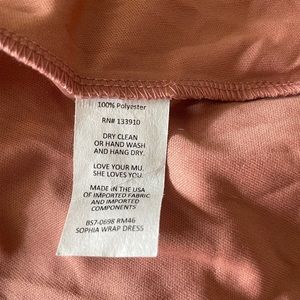 100% Polyester
RN# 133910
DRY CLEAN
OR HAND WASH
AND HANG DRY.
LOVE YOUR MU,
SHE LOVES YOU.
MADE IN THE USA
OF IMPORTED FABRIC
AND IMPORTED
COMPONENTS
BS7-0698 RM46
SOPHIA WRAP DRESS